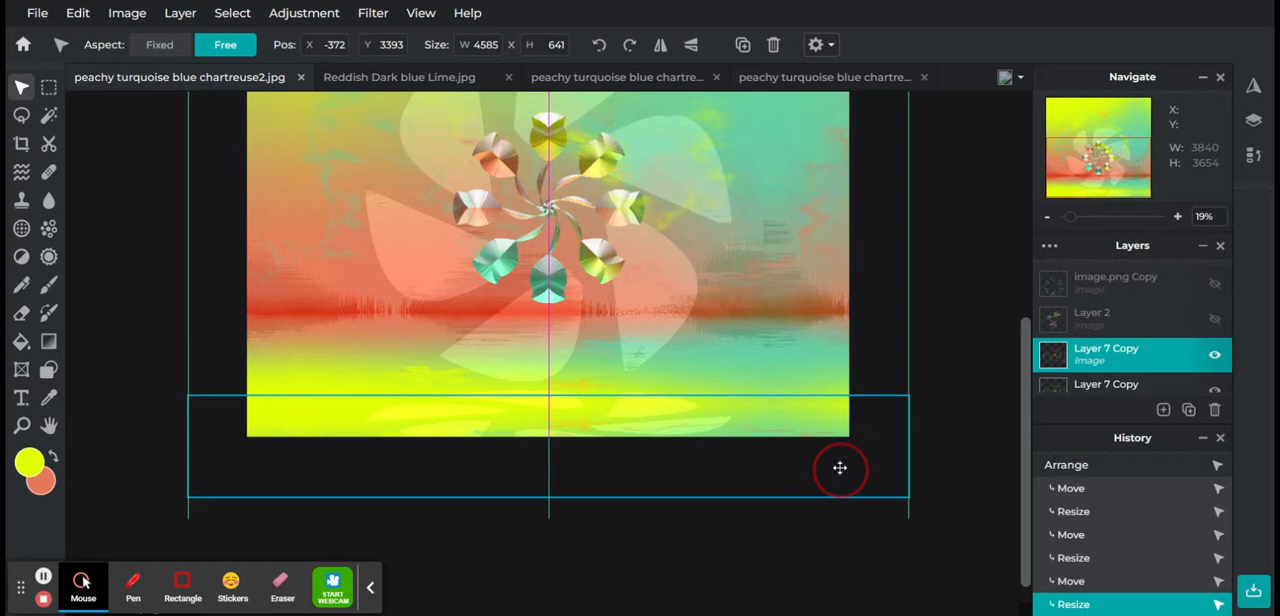 File Edit Image Layer Select Adjustment Filter View Help
Aspect: Fixed Free Pos: X -372 Y 3393 Size: W 4585 X H 641
peachy turquoise blue chartreuse2.jpg × Reddish Dark blue Lime.jpg × peachy turquoise blue chartre... × peachy turquoise blue chartre... ×
Navigate
X:
Y:
W: 3840
H: 3654
- + 19%
Layers
image.png Copy
Image
Layer 2
Image
Layer 7 Copy
Image
Layer 7 Copy
History
Arrange
Move
Resize
Move
Resize
Move
Resize
Mouse Pen Rectangle Stickers Eraser START
WEBCAM